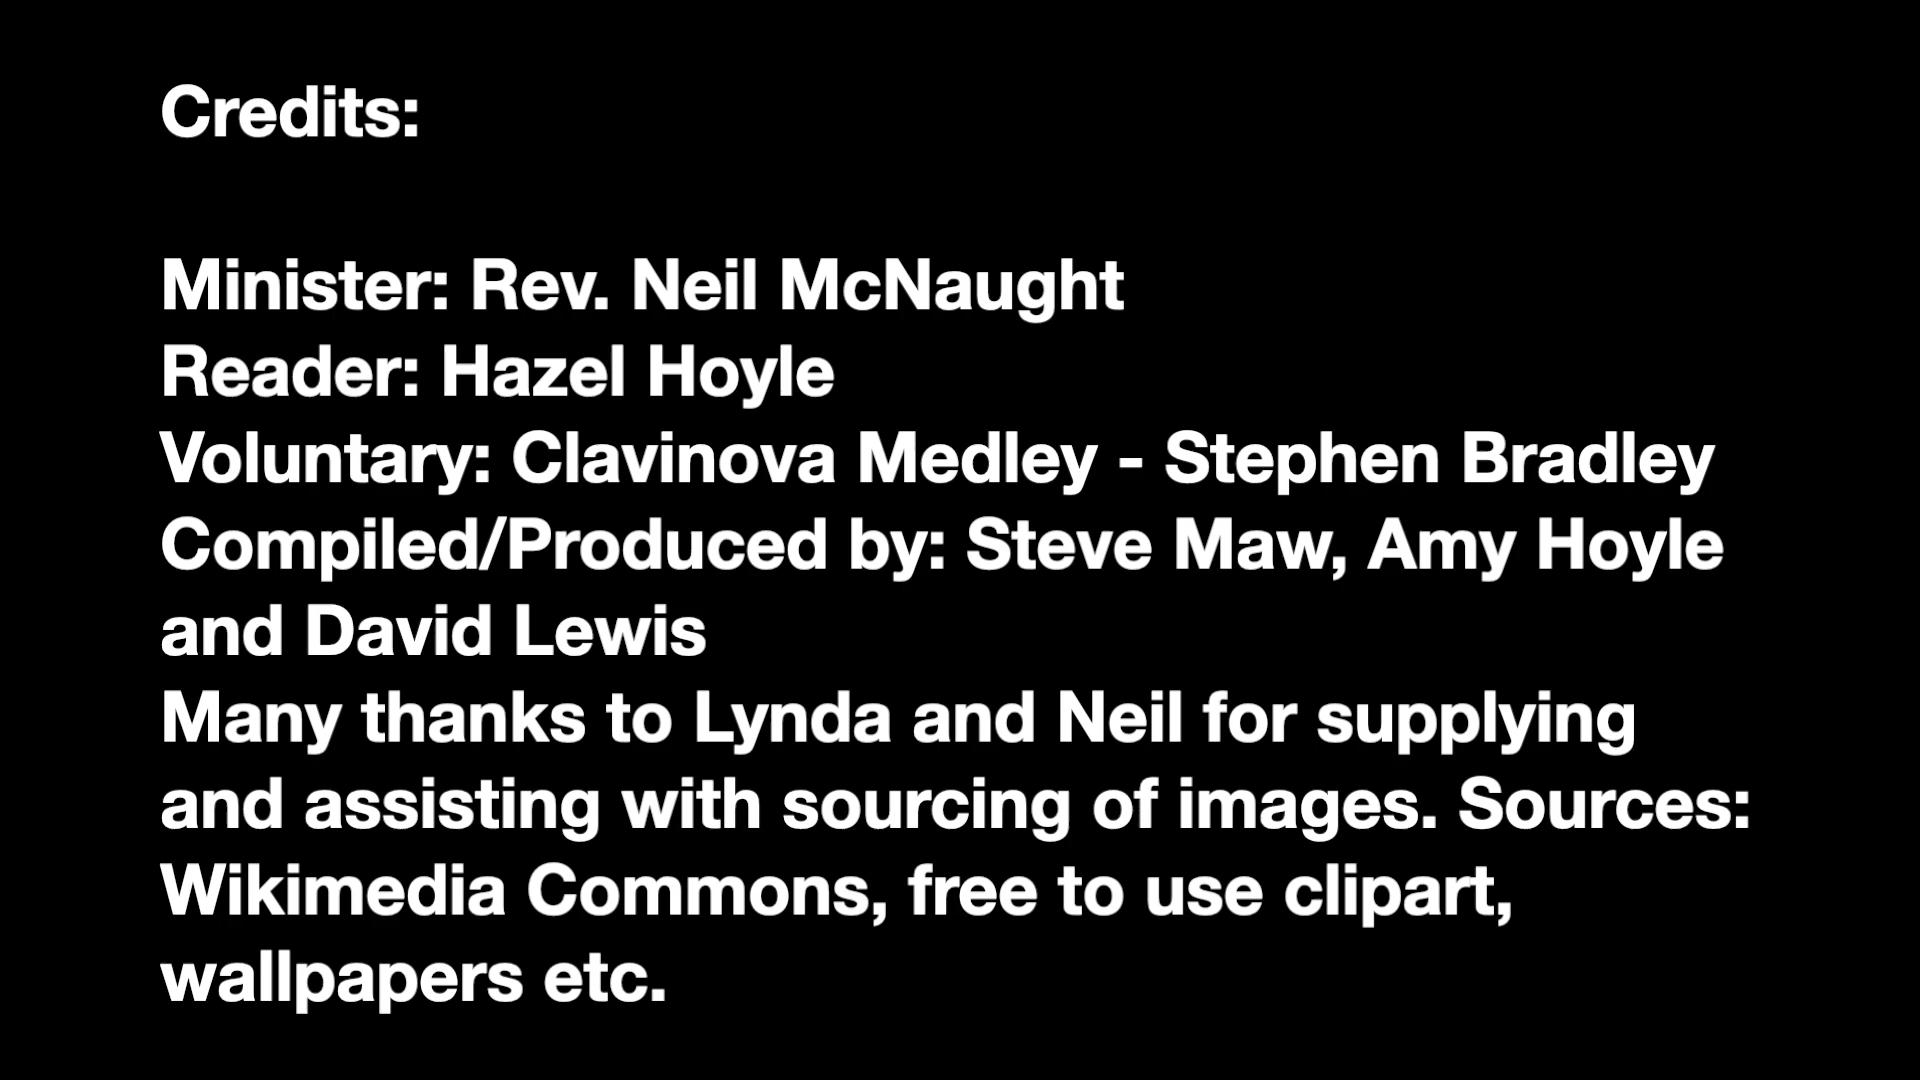 Credits:
Minister: Rev. Neil McNaught
Reader: Hazel Hoyle
Voluntary: Clavinova Medley - Stephen Bradley
Compiled/Produced by: Steve Maw, Amy Hoyle
and David Lewis
Many thanks to Lynda and Neil for supplying
and assisting with sourcing of images. Sources:
Wikimedia Commons, free to use clipart,
wallpapers etc.